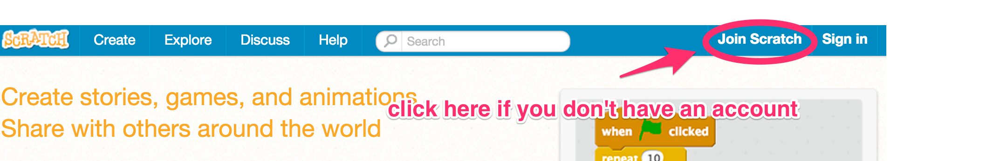 SCRATCH Create Explore Discuss Help Search Join Scratch Sign in
Create stories, games, and animations
click here if you don't have an account
Share with others around the world
when clicked
repeat 10